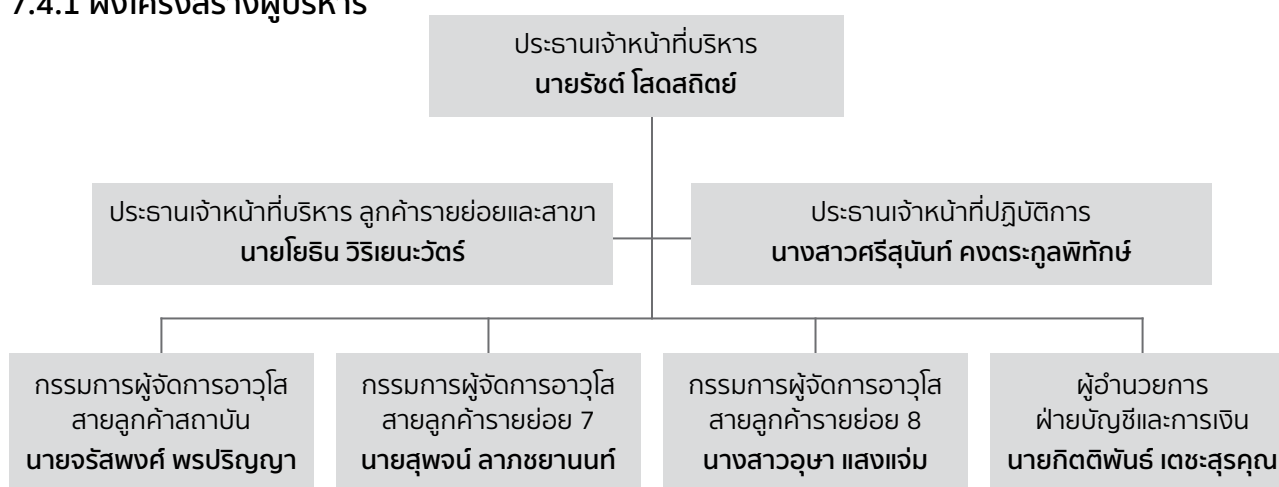 7.4.1 ผังโครงสร้างผู้บริหาร
ประธานเจ้าหน้าที่บริหาร
นายรัชต์ โสดสถิตย์
ประธานเจ้าหน้าที่บริหาร ลูกค้ารายย่อยและสาขา
นายโยธิน วิริเยนะวัตร์
ประธานเจ้าหน้าที่ปฏิบัติการ
นางสาวศรีสุนันท์ คงตระกูลพิทักษ์
กรรมการผู้จัดการอาวุโส
สายลูกค้าสถาบัน
นายจรัสพงศ์ พรปริญญา
กรรมการผู้จัดการอาวุโส
สายลูกค้ารายย่อย 7
นายสุพจน์ ลาภชยานนท์
กรรมการผู้จัดการอาวุโส
สายลูกค้ารายย่อย 8
นางสาวอุษา แสงแจ่ม
ผู้อำนวยการ
ฝ่ายบัญชีและการเงิน
นายกิตติพันธ์ เตชะสุรคุณ